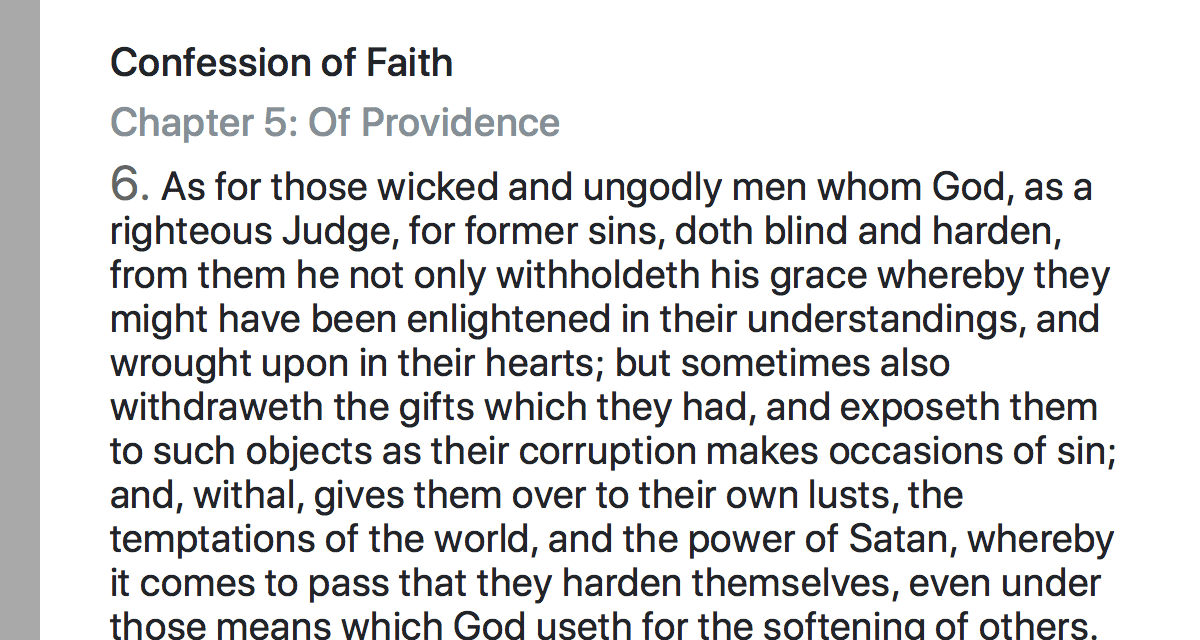 Confession of Faith
Chapter 5: Of Providence
6. As for those wicked and ungodly men whom God, as a
righteous Judge, for former sins, doth blind and harden,
from them he not only withholdeth his grace whereby they
might have been enlightened in their understandings, and
wrought upon in their hearts; but sometimes also
withdraweth the gifts which they had, and exposeth them
to such objects as their corruption makes occasions of sin;
and, withal, gives them over to their own lusts, the
temptations of the world, and the power of Satan, whereby
it comes to pass that they harden themselves, even under
those means which God useth for the softening of others.